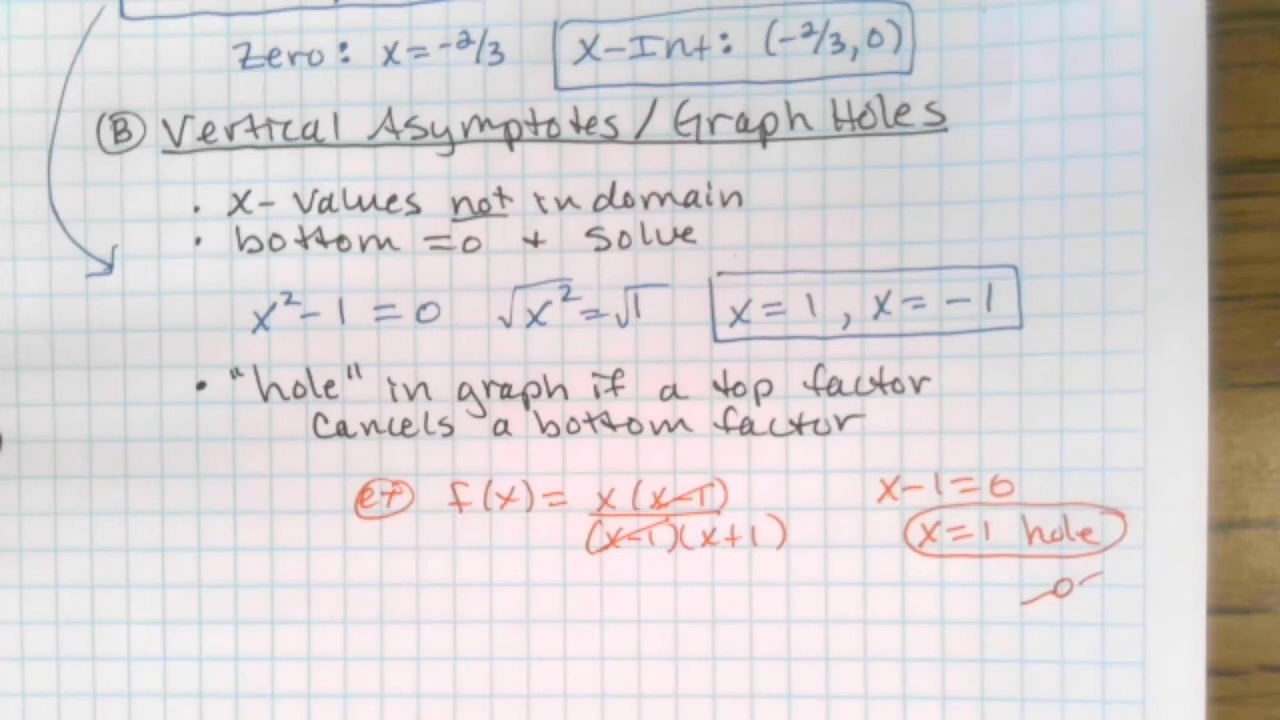 Zero: x = -2/3 X-Int: (-2/3, 0)
(B) Vertical Asymptotes / Graph Holes
· x-values not in domain
· bottom = 0 + solve
x² - 1 = 0 √x² = √1 x = 1, x = -1
• "hole" in graph if a top factor
cancels a bottom factor
ex f(x) = x(x-1)
(x-1)(x+1)
x-1=0
x=1 hole